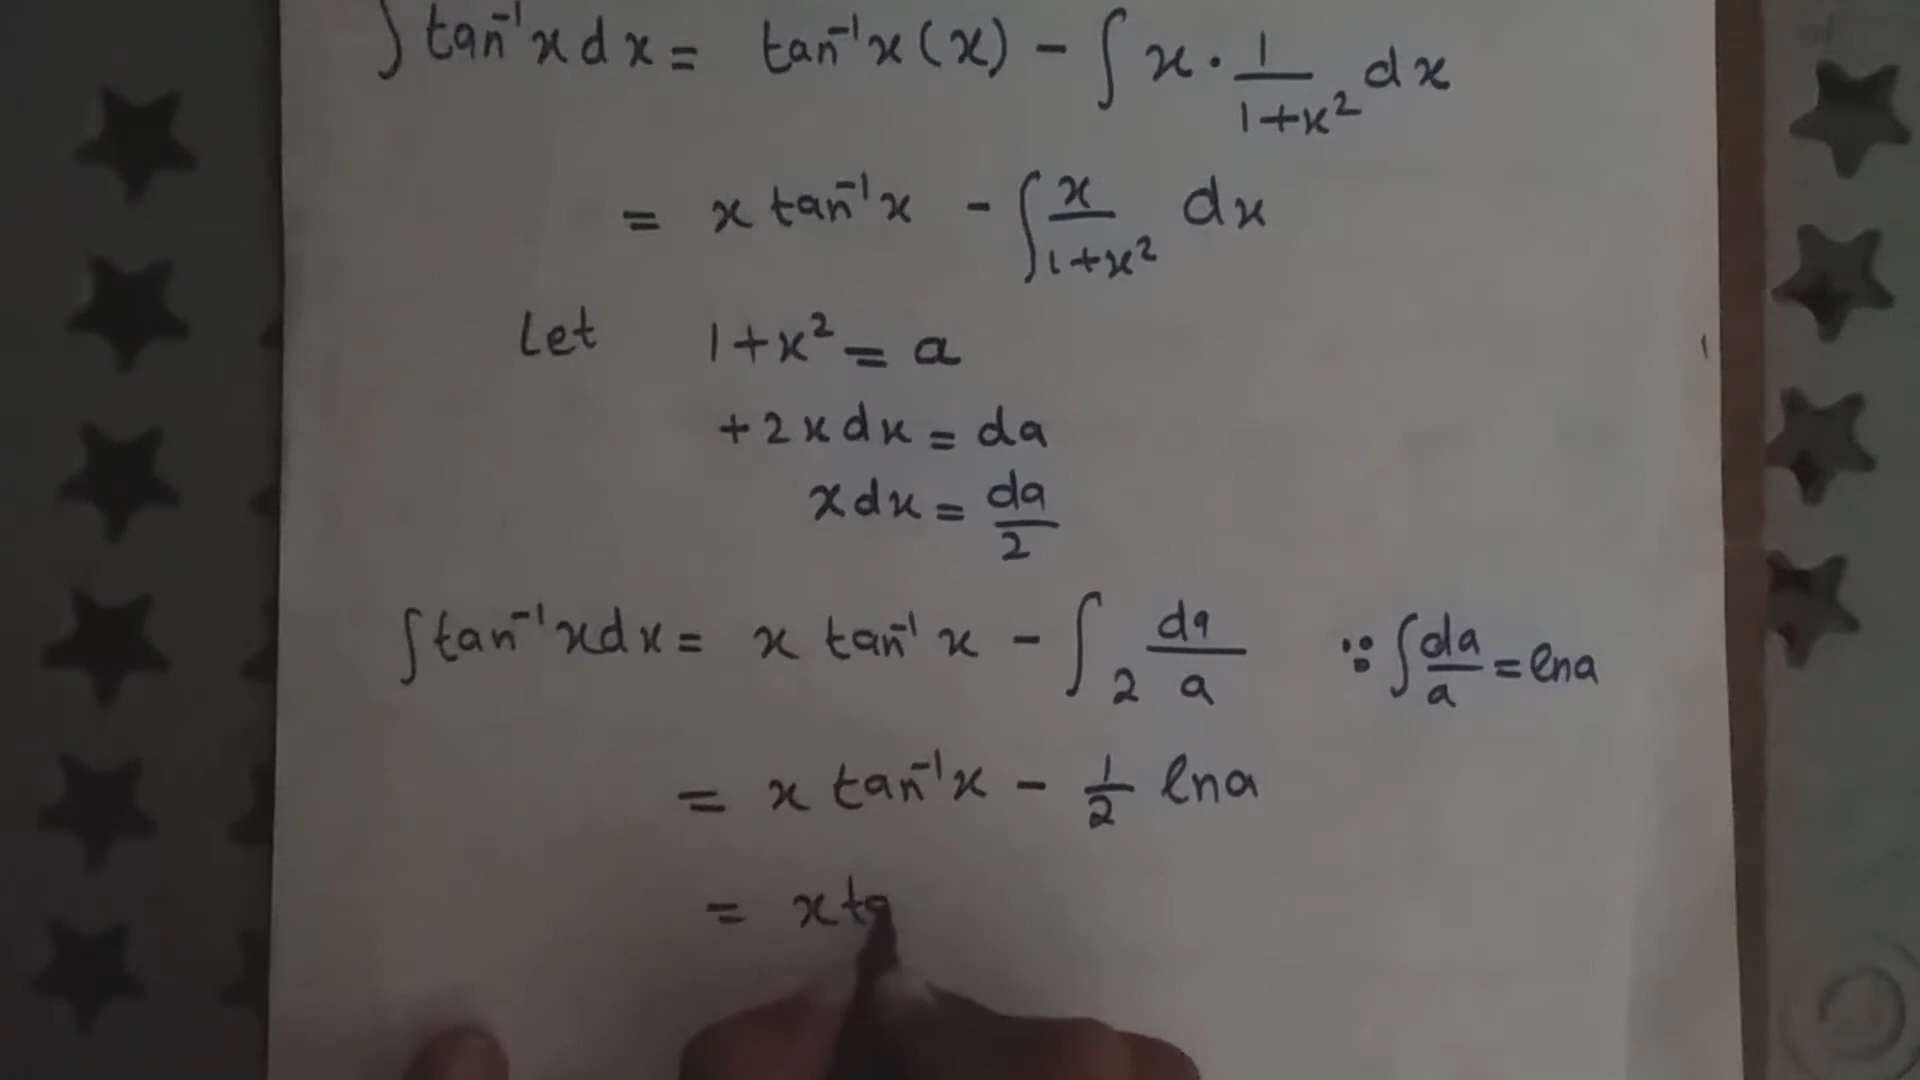 ∫ tan⁻¹x dx = tan⁻¹x (x) - ∫ x · 1/(1+x²) dx
= x tan⁻¹x - ∫ x/(1+x²) dx
Let 1+x² = a
+2x dx = da
x dx = da/2
∫ tan⁻¹x dx = x tan⁻¹x - ∫ da/(2a) ∵ ∫ da/a = ln a
= x tan⁻¹x - 1/2 ln a
= x ta